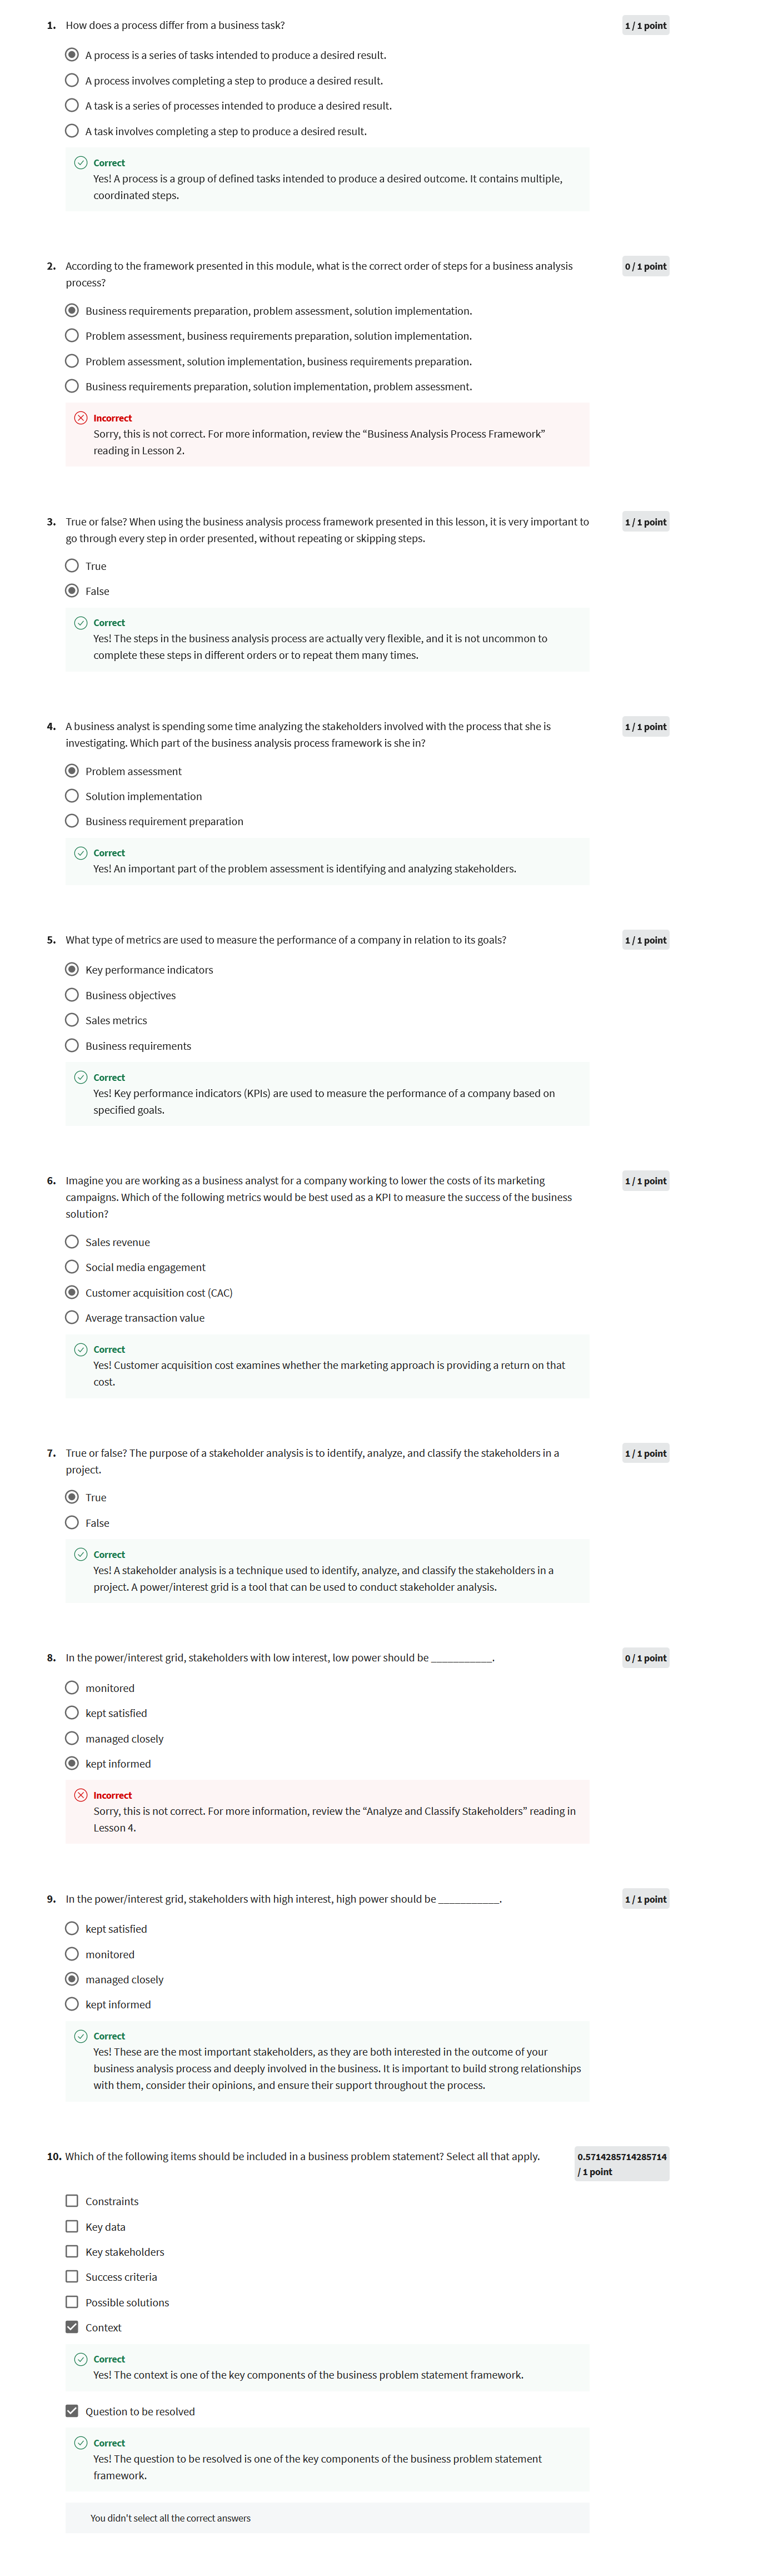 1. How does a process differ from a business task?
1 / 1 point
A process is a series of tasks intended to produce a desired result.
A process involves completing a step to produce a desired result.
A task is a series of processes intended to produce a desired result.
A task involves completing a step to produce a desired result.
Correct
Yes! A process is a group of defined tasks intended to produce a desired outcome. It contains multiple,
coordinated steps.
2. According to the framework presented in this module, what is the correct order of steps for a business analysis
process?
0 / 1 point
Business requirements preparation, problem assessment, solution implementation.
Problem assessment, business requirements preparation, solution implementation.
Problem assessment, solution implementation, business requirements preparation.
Business requirements preparation, solution implementation, problem assessment.
Incorrect
Sorry, this is not correct. For more information, review the “Business Analysis Process Framework”
reading in Lesson 2.
3. True or false? When using the business analysis process framework presented in this lesson, it is very important to
go through every step in order presented, without repeating or skipping steps.
1 / 1 point
True
False
Correct
Yes! The steps in the business analysis process are actually very flexible, and it is not uncommon to
complete these steps in different orders or to repeat them many times.
4. A business analyst is spending some time analyzing the stakeholders involved with the process that she is
investigating. Which part of the business analysis process framework is she in?
1 / 1 point
Problem assessment
Solution implementation
Business requirement preparation
Correct
Yes! An important part of the problem assessment is identifying and analyzing stakeholders.
5. What type of metrics are used to measure the performance of a company in relation to its goals?
1 / 1 point
Key performance indicators
Business objectives
Sales metrics
Business requirements
Correct
Yes! Key performance indicators (KPIs) are used to measure the performance of a company based on
specified goals.
6. Imagine you are working as a business analyst for a company working to lower the costs of its marketing
campaigns. Which of the following metrics would be best used as a KPI to measure the success of the business
solution?
1 / 1 point
Sales revenue
Social media engagement
Customer acquisition cost (CAC)
Average transaction value
Correct
Yes! Customer acquisition cost examines whether the marketing approach is providing a return on that
cost.
7. True or false? The purpose of a stakeholder analysis is to identify, analyze, and classify the stakeholders in a
project.
1 / 1 point
True
False
Correct
Yes! A stakeholder analysis is a technique used to identify, analyze, and classify the stakeholders in a
project. A power/interest grid is a tool that can be used to conduct stakeholder analysis.
8. In the power/interest grid, stakeholders with low interest, low power should be ___________.
0 / 1 point
monitored
kept satisfied
managed closely
kept informed
Incorrect
Sorry, this is not correct. For more information, review the “Analyze and Classify Stakeholders” reading in
Lesson 4.
9. In the power/interest grid, stakeholders with high interest, high power should be ___________.
1 / 1 point
kept satisfied
monitored
managed closely
kept informed
Correct
Yes! These are the most important stakeholders, as they are both interested in the outcome of your
business analysis process and deeply involved in the business. It is important to build strong relationships
with them, consider their opinions, and ensure their support throughout the process.
10. Which of the following items should be included in a business problem statement? Select all that apply.
0.5714285714285714
/ 1 point
Constraints
Key data
Key stakeholders
Success criteria
Possible solutions
Context
Correct
Yes! The context is one of the key components of the business problem statement framework.
Question to be resolved
Correct
Yes! The question to be resolved is one of the key components of the business problem statement
framework.
You didn't select all the correct answers